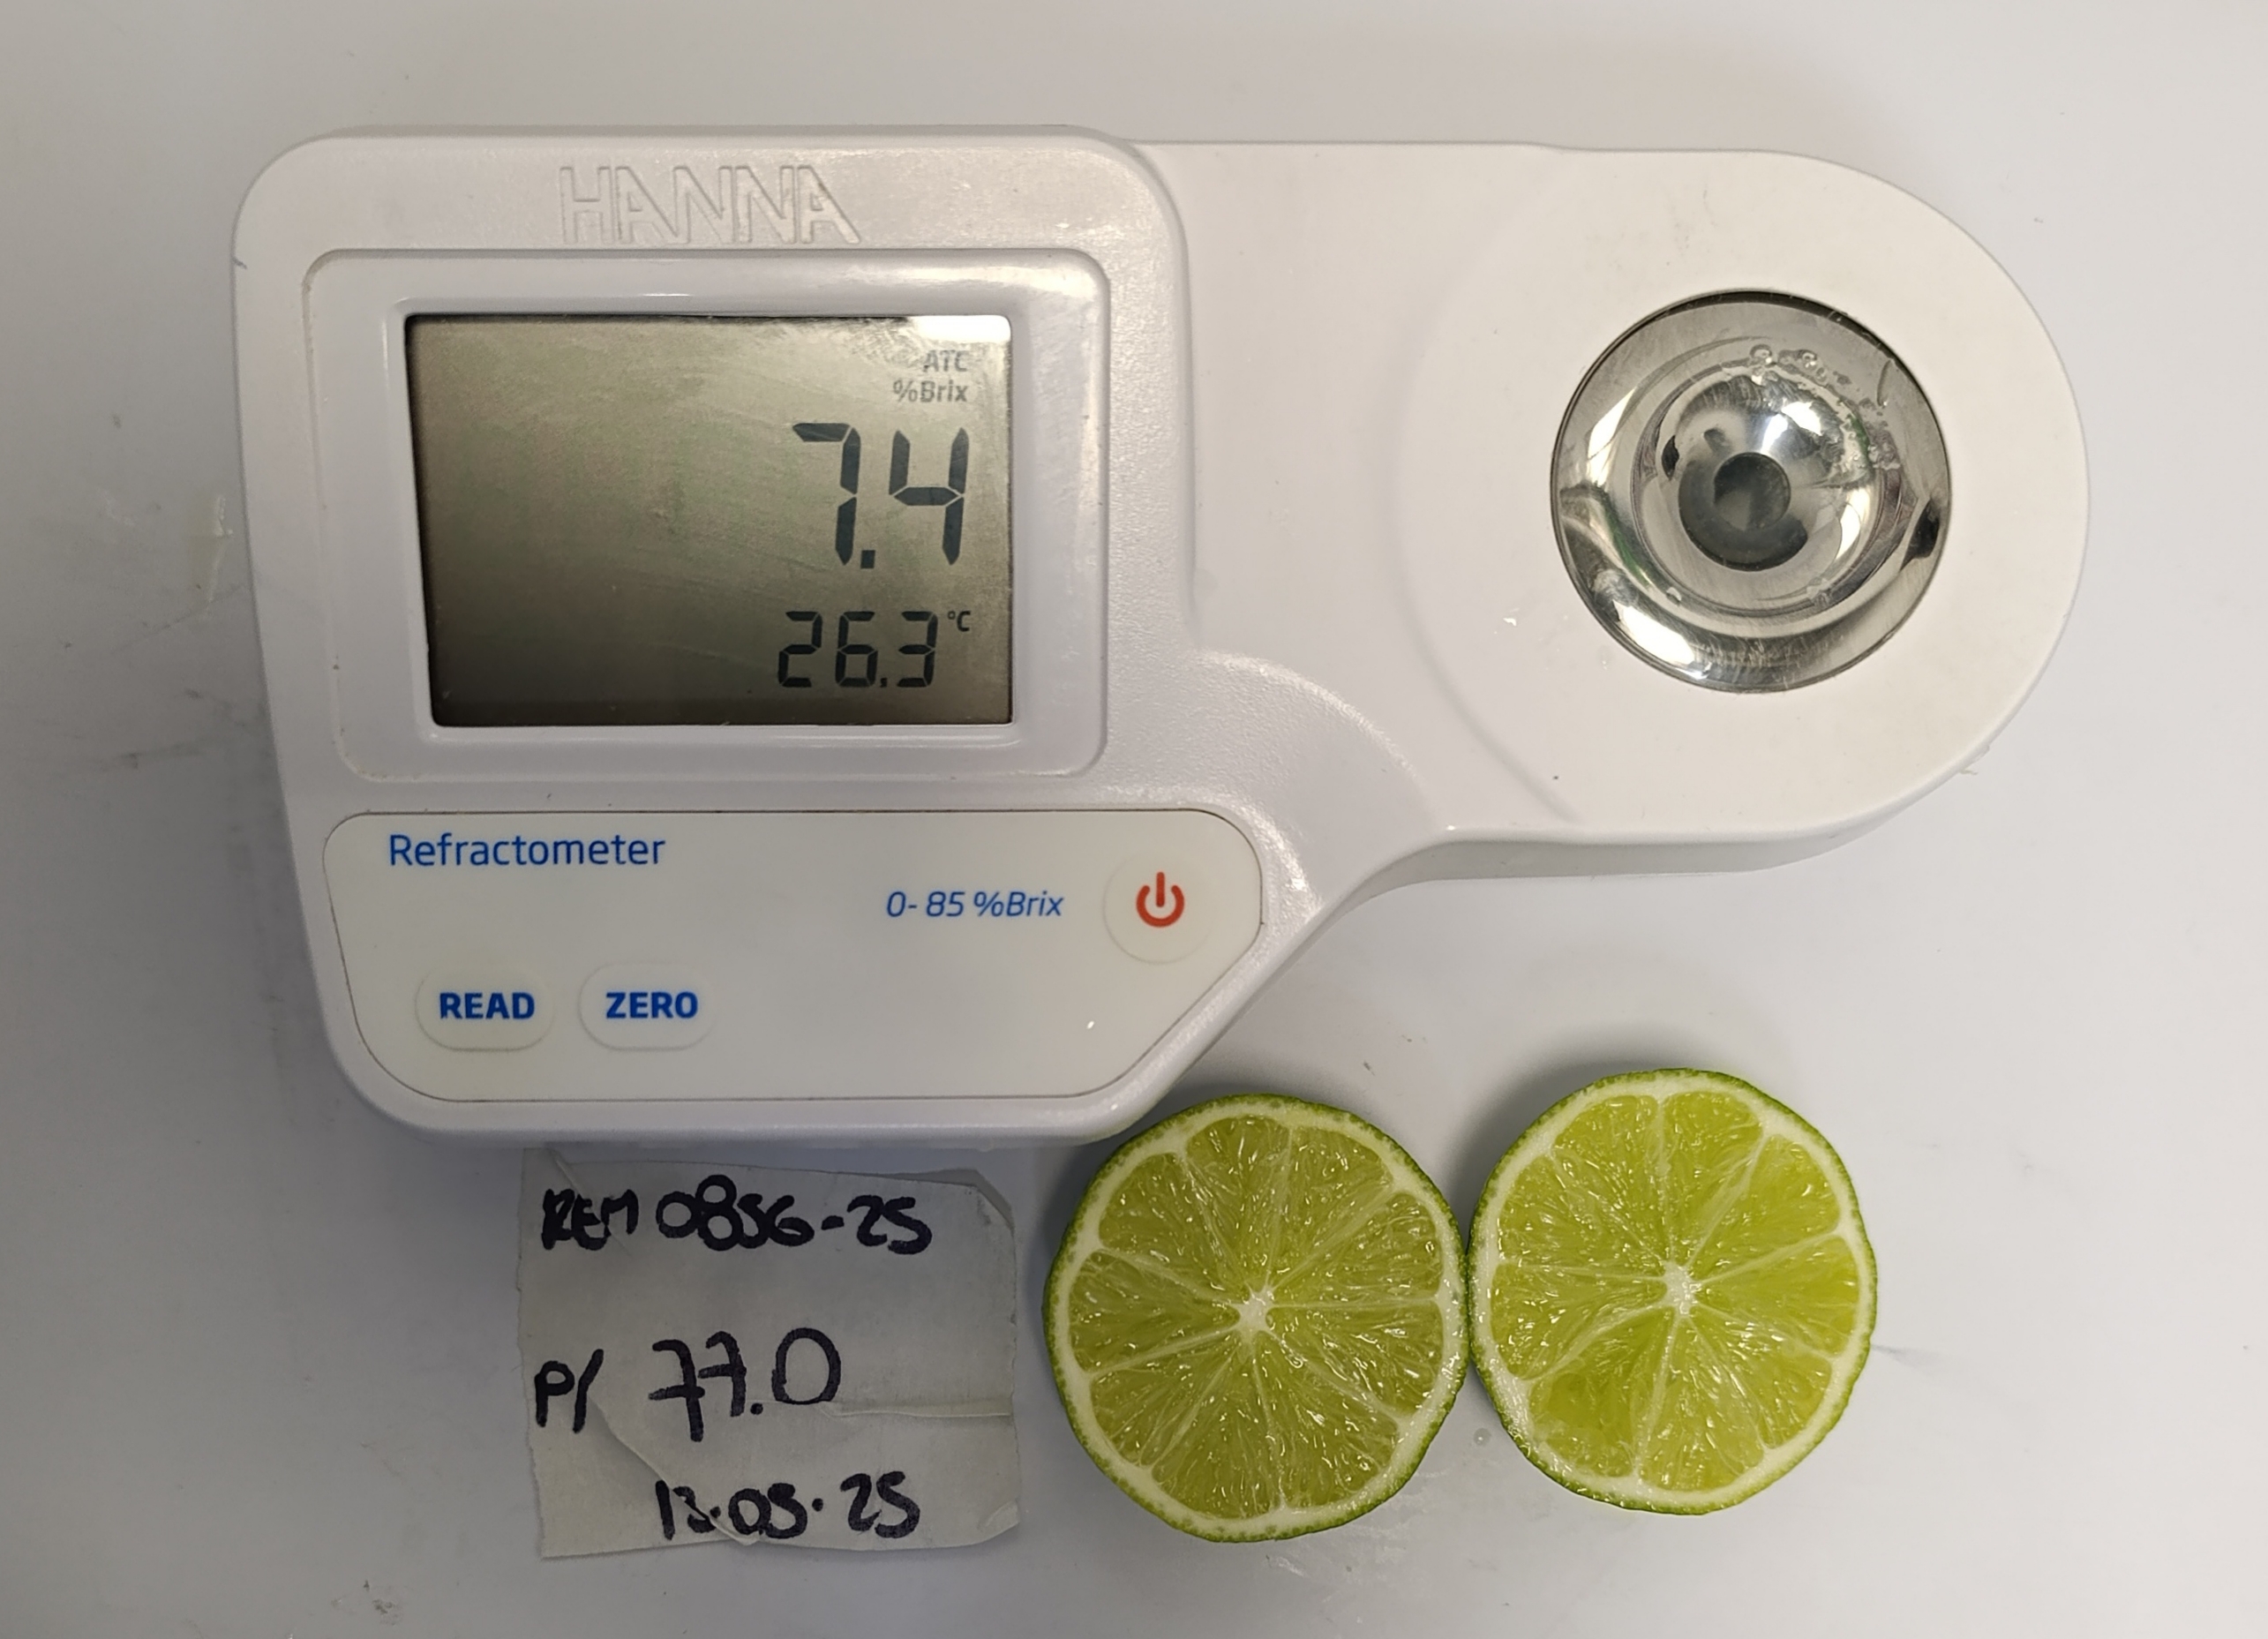 HANNA
ATC
%Brix
7.4
26.3 °C
Refractometer
0- 85 %Brix
READ ZERO
REM 0856-25
P/ 77.0
13.05.25